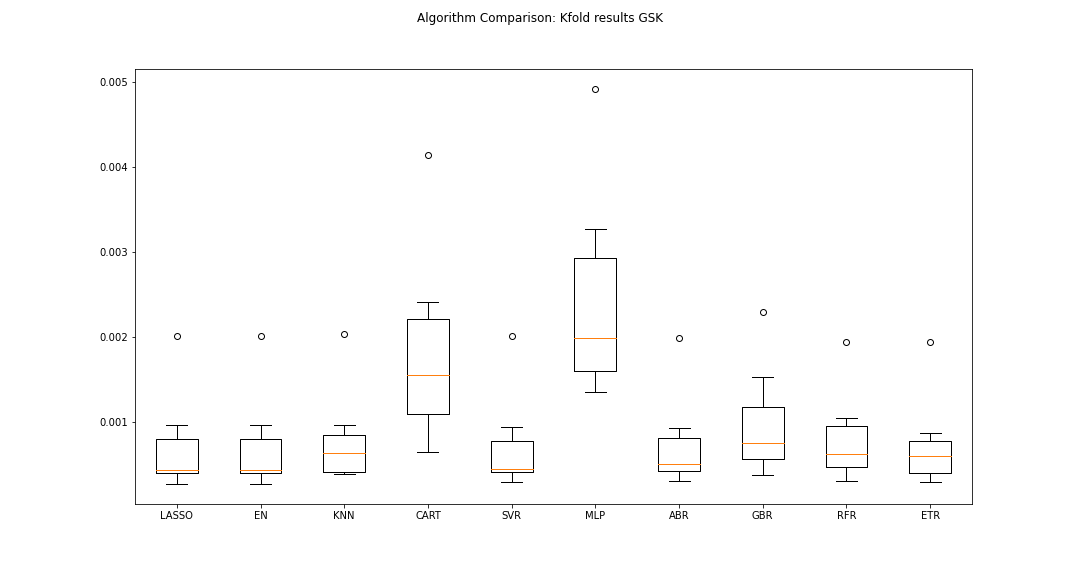 Algorithm Comparison: Kfold results GSK
0.005
0.004
0.003
0.002
0.001
LASSO EN KNN CART SVR MLP ABR GBR RFR ETR